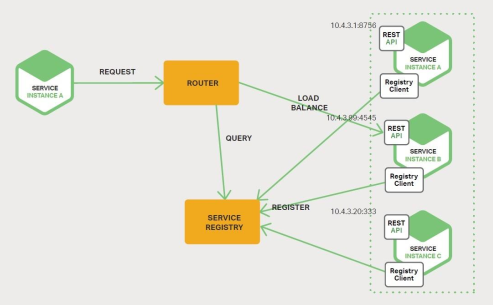 10.4.3.1:8756
REST
API
SERVICE
INSTANCE A
Registry
Client
REQUEST
SERVICE
INSTANCE A
ROUTER
LOAD
BALANCE
10.4.3.99:4545
REST
API
SERVICE
INSTANCE B
QUERY
Registry
Client
REGISTER
10.4.3.20:333
SERVICE
REGISTRY
REST
API
SERVICE
INSTANCE C
Registry
Client